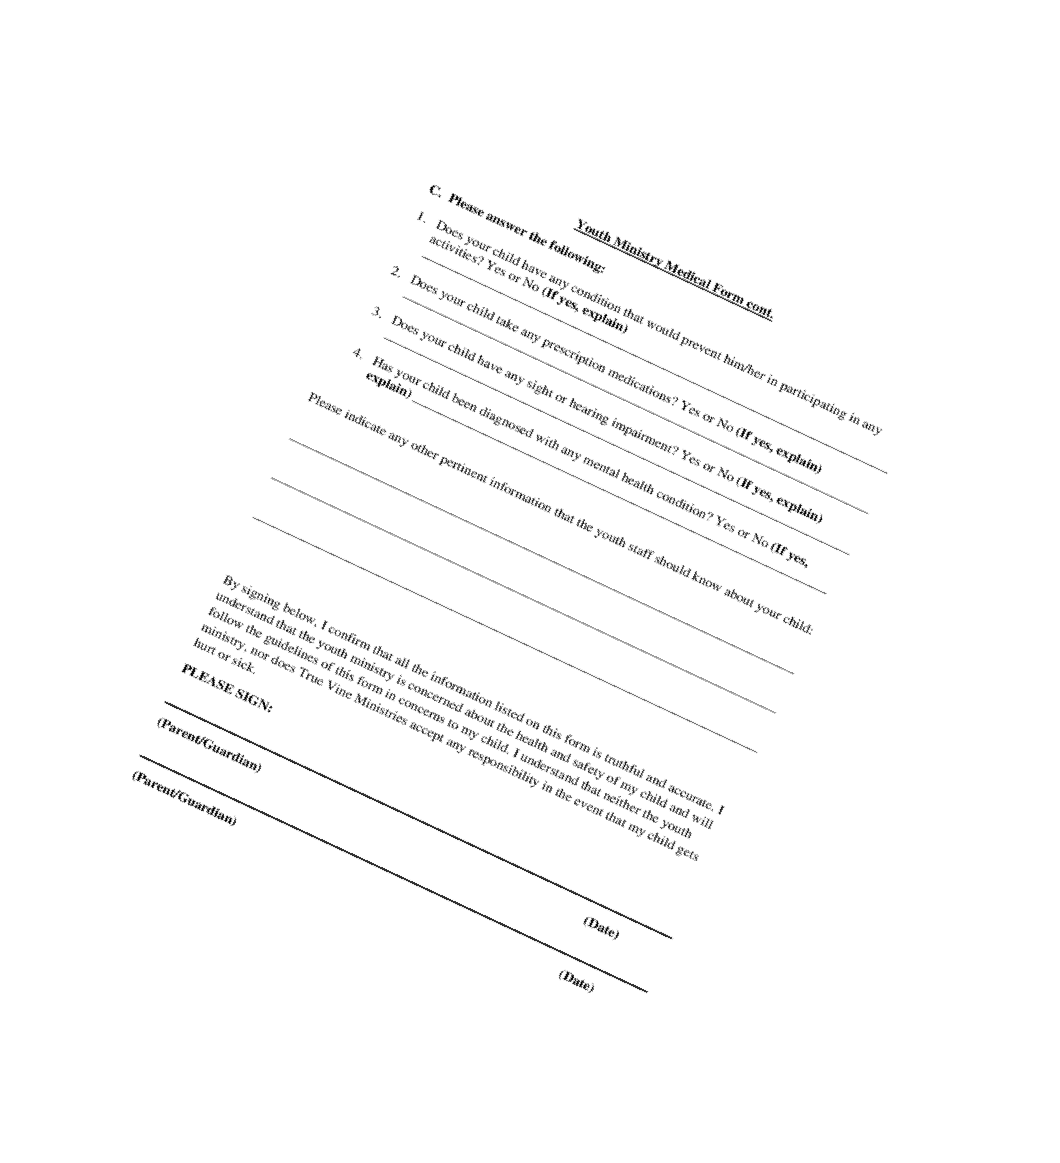 Youth Ministry Medical Form cont.
C. Please answer the following:
1. Does your child have any condition that would prevent him/her in participating in any
activities? Yes or No (If yes, explain)
2. Does your child take any prescription medications? Yes or No (If yes, explain)
3. Does your child have any sight or hearing impairment? Yes or No (If yes, explain)
4. Has your child been diagnosed with any mental health condition? Yes or No (If yes,
explain)
Please indicate any other pertinent information that the youth staff should know about your child:
By signing below, I confirm that all the information listed on this form is truthful and accurate. I
understand that the youth ministry is concerned about the health and safety of my child and will
follow the guidelines of this form in concerns to my child. I understand that neither the youth
ministry, nor does True Vine Ministries accept any responsibility in the event that my child gets
hurt or sick.
PLEASE SIGN:
(Parent/Guardian) (Date)
(Parent/Guardian) (Date)